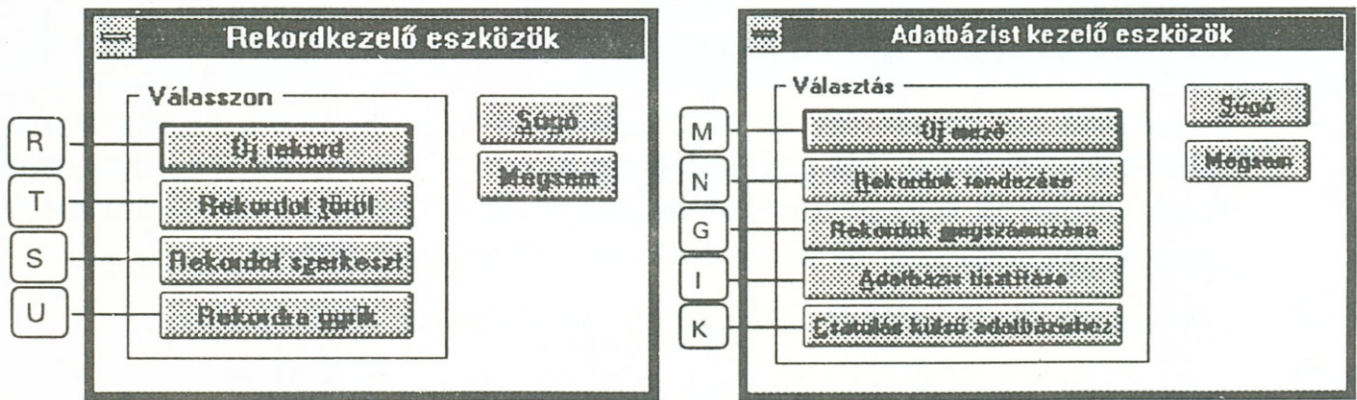 Rekordkezelő eszközök
Válasszon
R
Új rekord
T
Rekordot töröl
S
Rekordot szerkeszt
U
Rekordra ugrik
Súgó
Mégsem
Adatbázist kezelő eszközök
Választás
M
Új mező
N
Rekordok rendezése
G
Rekordok megszámozása
I
Adatbázis tisztítása
K
Csatolás külső adatbázishoz
Súgó
Mégsem